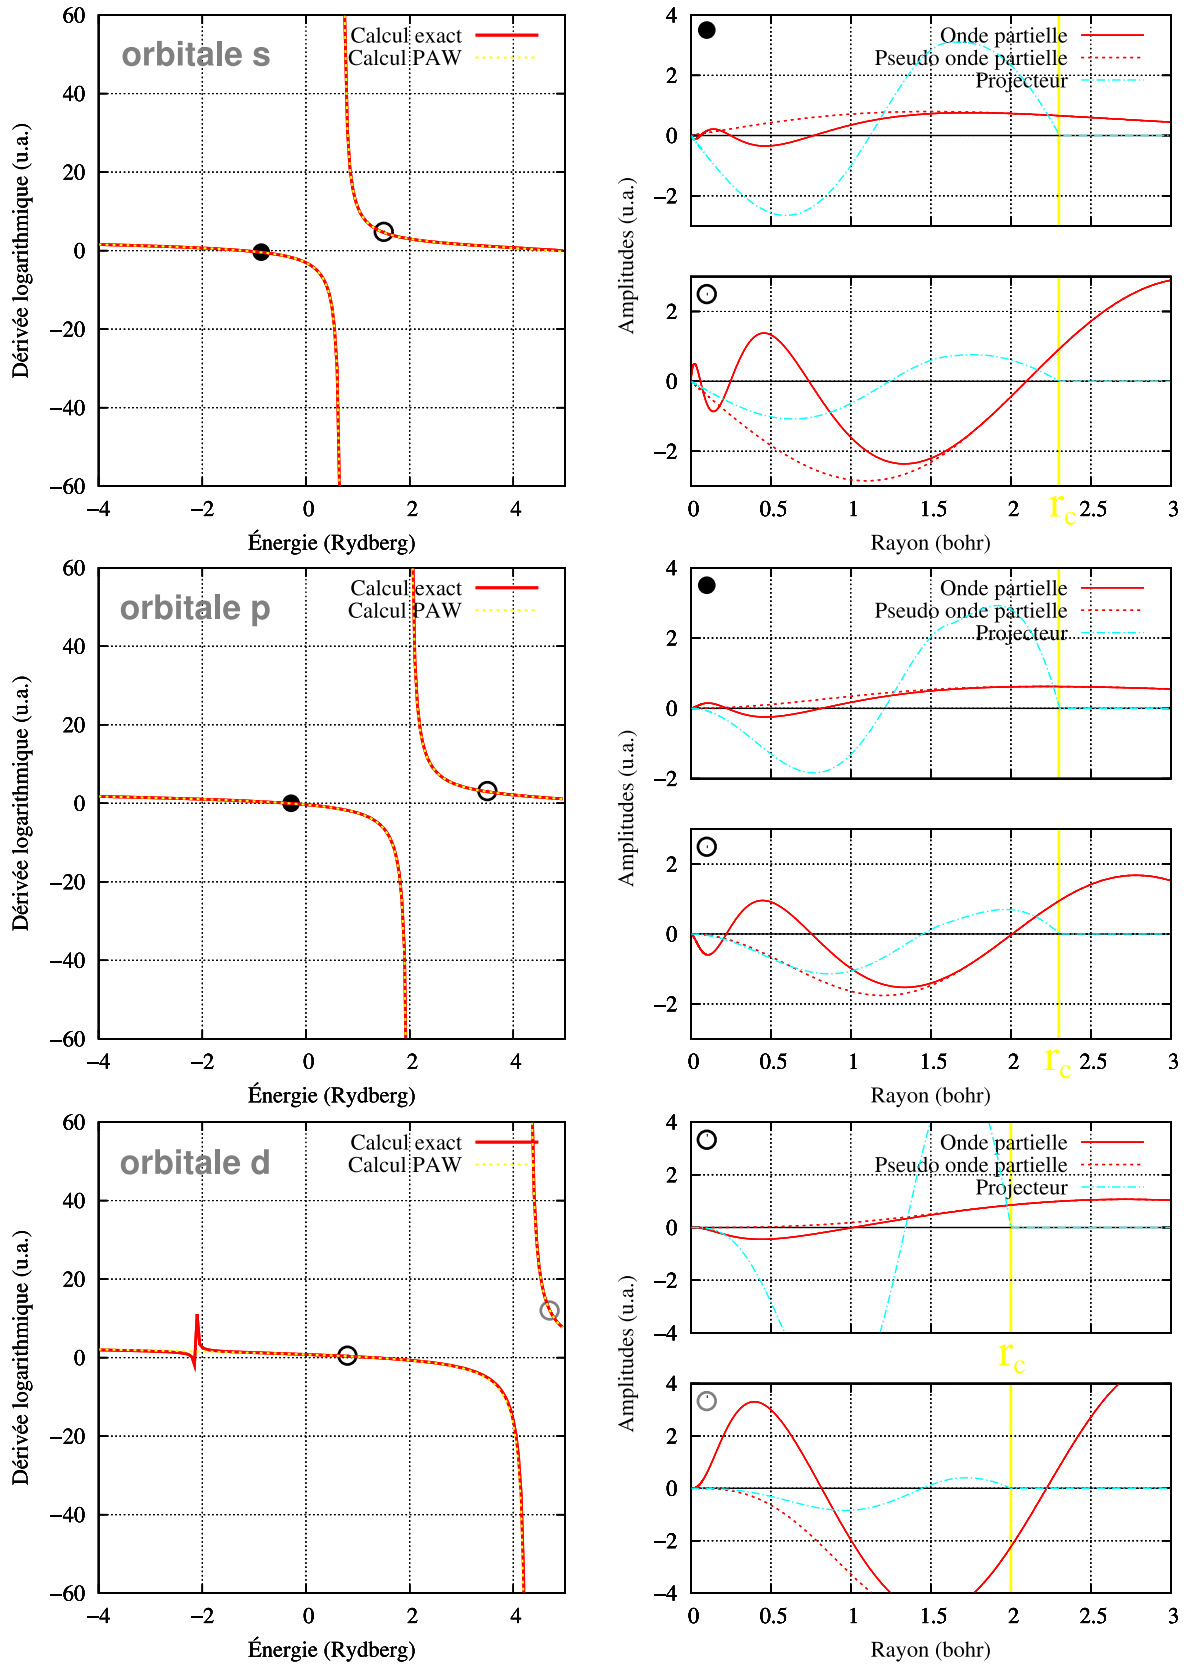 orbitale s
Calcul exact
Calcul PAW
60
40
20
0
−20
−40
−60
−4
−2
0
2
4
Dérivée logarithmique (u.a.)
Énergie (Rydberg)
Onde partielle
Pseudo onde partielle
Projecteur
4
2
0
−2
2
0
−2
0
0.5
1
1.5
2
2.5
3
r_c
Amplitudes (u.a.)
Rayon (bohr)
orbitale p
Calcul exact
Calcul PAW
60
40
20
0
−20
−40
−60
−4
−2
0
2
4
Dérivée logarithmique (u.a.)
Énergie (Rydberg)
Onde partielle
Pseudo onde partielle
Projecteur
4
2
0
−2
2
0
−2
0
0.5
1
1.5
2
2.5
3
r_c
Amplitudes (u.a.)
Rayon (bohr)
orbitale d
Calcul exact
Calcul PAW
60
40
20
0
−20
−40
−60
−4
−2
0
2
4
Dérivée logarithmique (u.a.)
Énergie (Rydberg)
Onde partielle
Pseudo onde partielle
Projecteur
4
2
0
−2
−4
r_c
4
2
0
−2
−4
0
0.5
1
1.5
2
2.5
3
Amplitudes (u.a.)
Rayon (bohr)